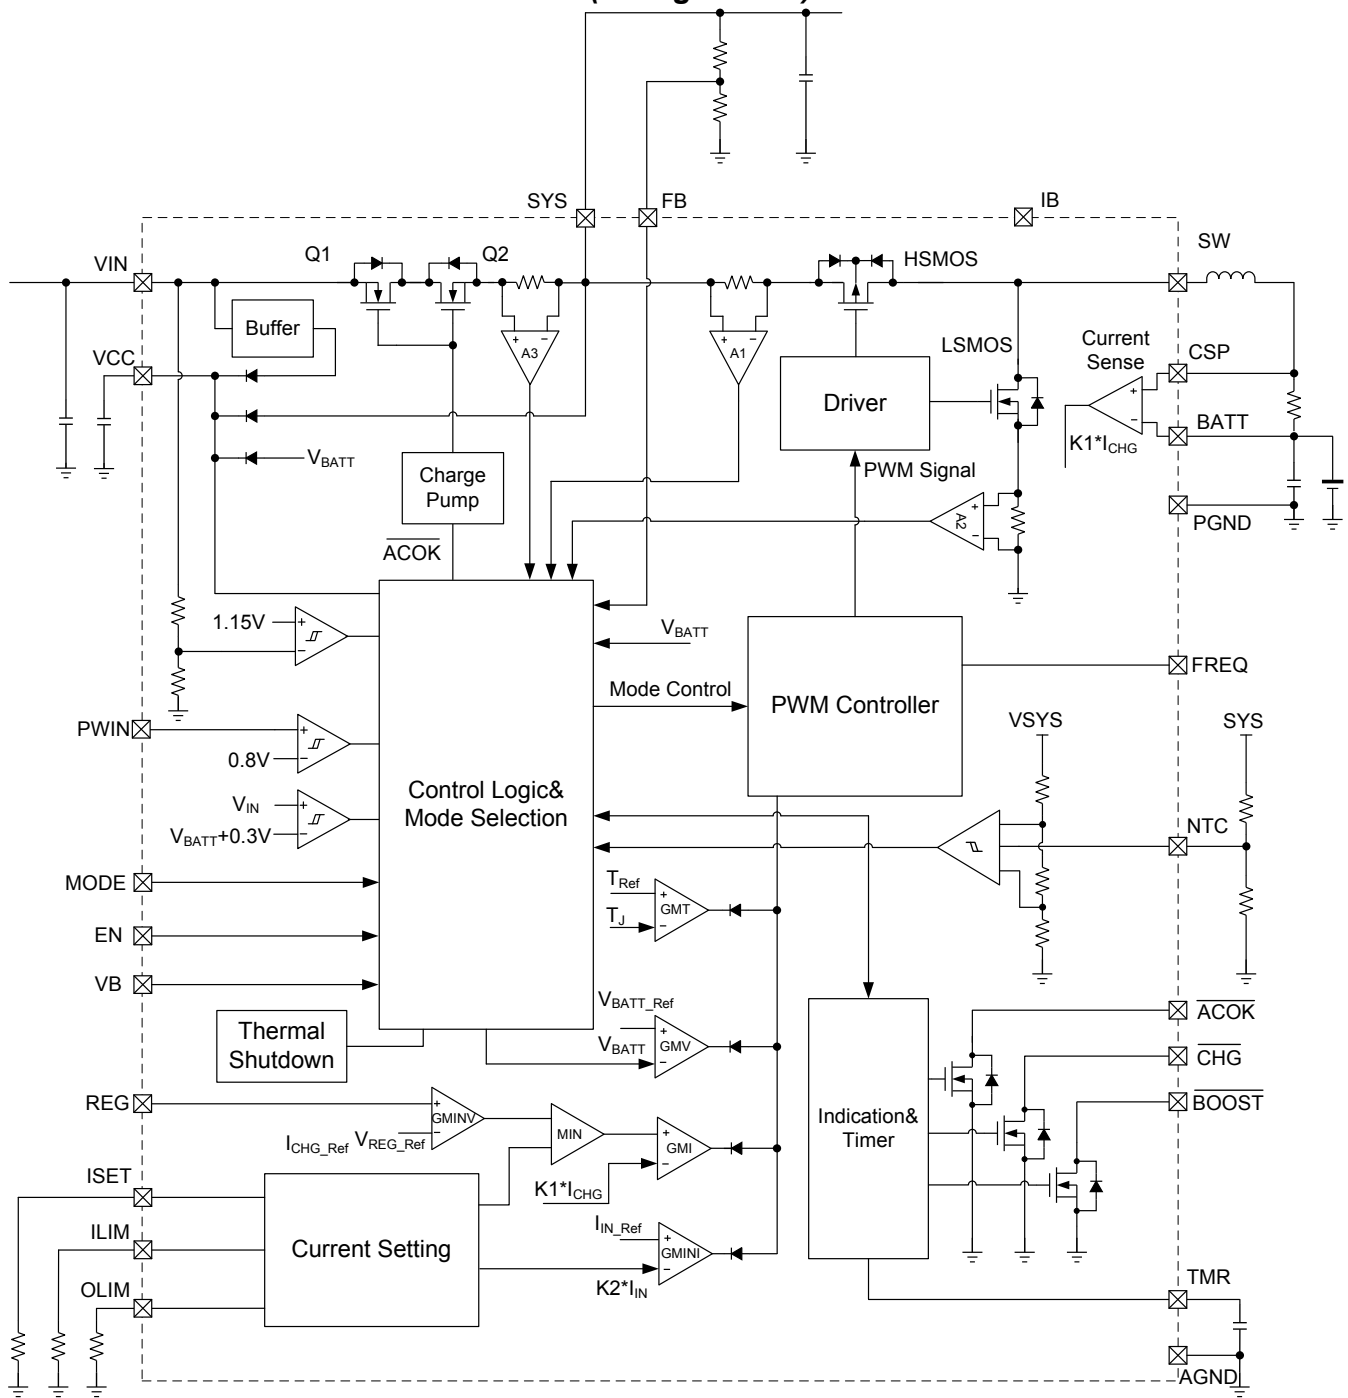 SYS
FB
IB
VIN
Q1
Q2
HSMOS
SW
Buffer
A3
A1
LSMOS
Current
Sense
VCC
CSP
Driver
+
−
BATT
K1*I_CHG
V_BATT
PWM Signal
Charge
Pump
A2
PGND
ACOK
1.15V
V_BATT
FREQ
Mode Control
PWM Controller
PWIN
0.8V
VSYS
SYS
V_IN
V_BATT+0.3V
Control Logic&
Mode Selection
NTC
MODE
T_Ref
GMT
T_J
EN
VB
Thermal
Shutdown
V_BATT_Ref
V_BATT
GMV
ACOK
CHG
BOOST
REG
GMINV
I_CHG_Ref
V_REG_Ref
MIN
GMI
Indication&
Timer
ISET
K1*I_CHG
ILIM
Current Setting
I_IN_Ref
GMINI
K2*I_IN
OLIM
TMR
AGND